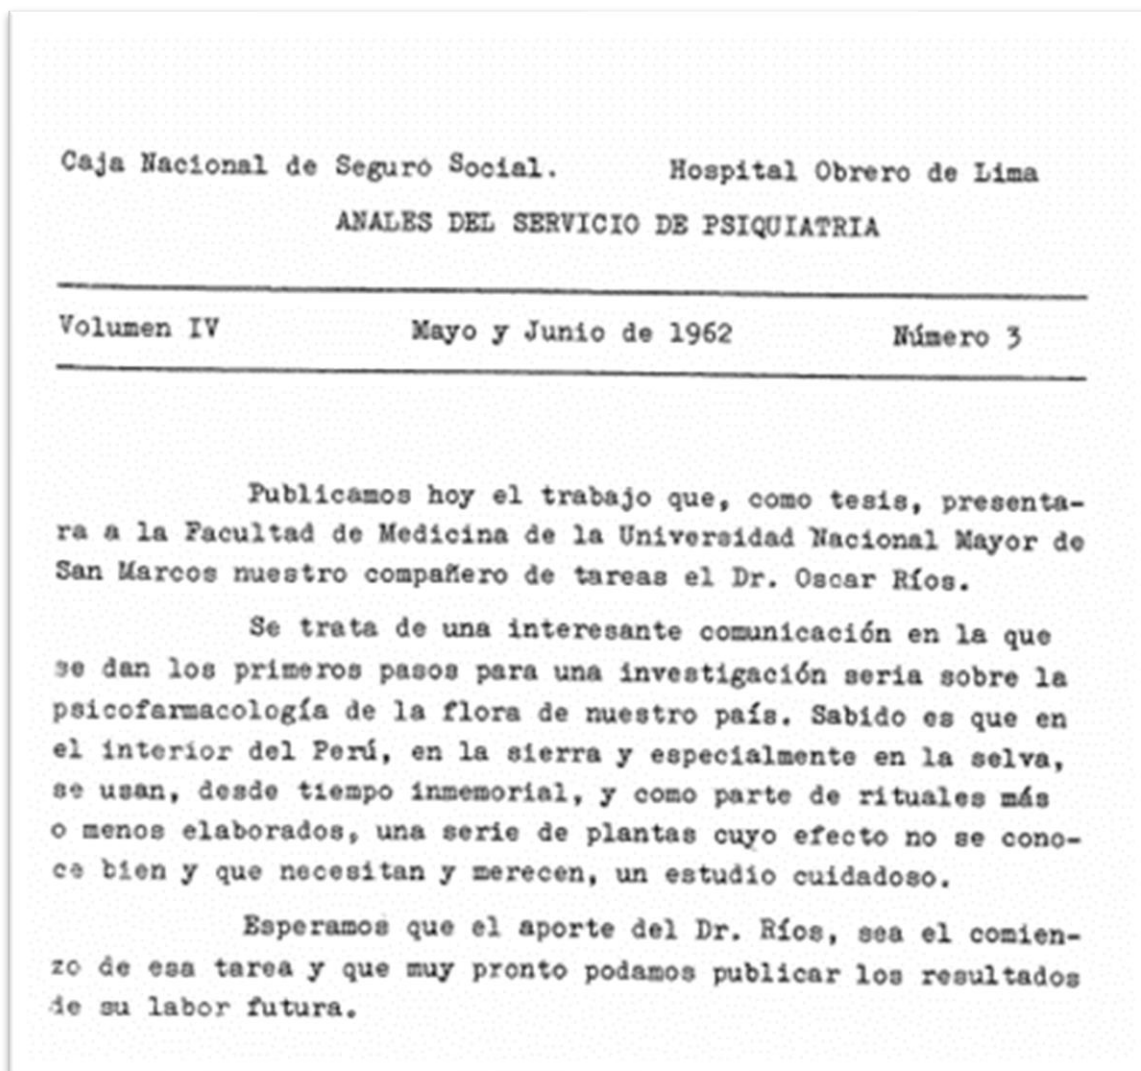 Caja Nacional de Seguró Social. Hospital Obrero de Lima
ANALES DEL SERVICIO DE PSIQUIATRIA
Volumen IV Mayo y Junio de 1962 Número 3
Publicamos hoy el trabajo que, como tesis, presenta-
ra a la Facultad de Medicina de la Universidad Nacional Mayor de
San Marcos nuestro compañero de tareas el Dr. Oscar Ríos.
Se trata de una interesante comunicación en la que
se dan los primeros pasos para una investigación seria sobre la
psicofarmacología de la flora de nuestro país. Sabido es que en
el interior del Perú, en la sierra y especialmente en la selva,
se usan, desde tiempo inmemorial, y como parte de rituales más
o menos elaborados, una serie de plantas cuyo efecto no se cono-
ce bien y que necesitan y merecen, un estudio cuidadoso.
Esperamos que el aporte del Dr. Ríos, sea el comien-
zo de esa tarea y que muy pronto podamos publicar los resultados
de su labor futura.